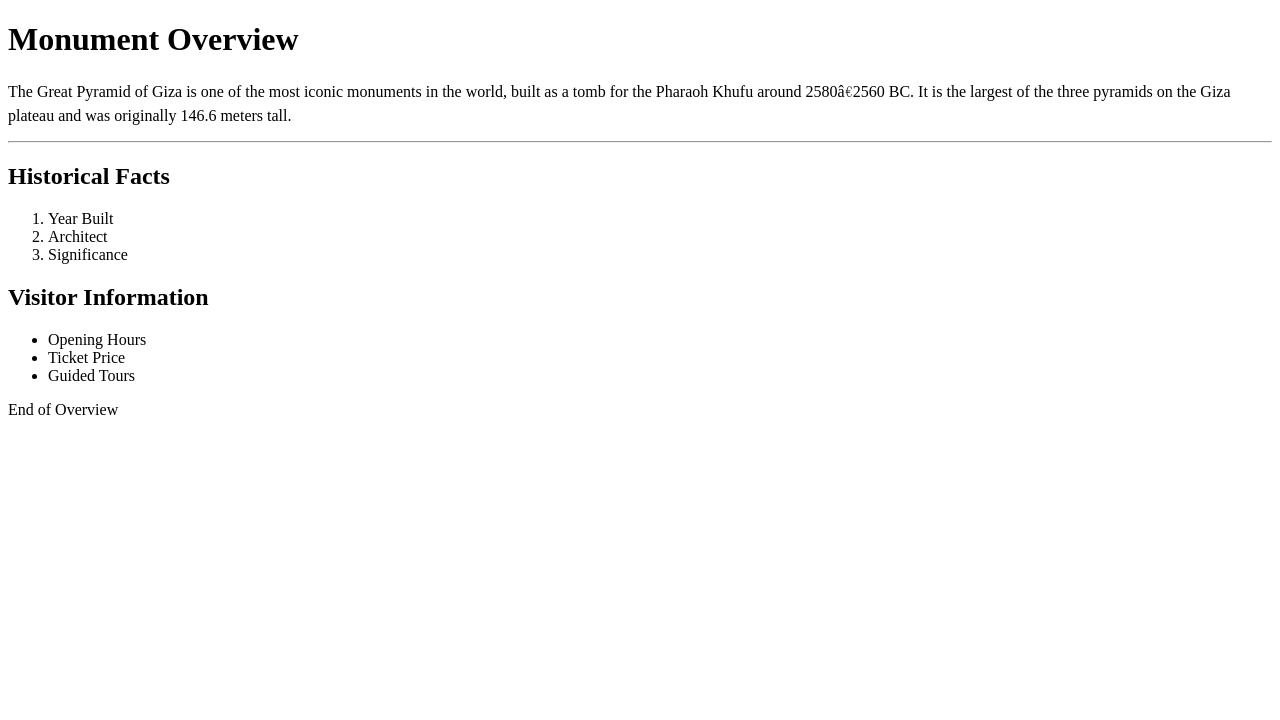 Monument Overview
The Great Pyramid of Giza is one of the most iconic monuments in the world, built as a tomb for the Pharaoh Khufu around 2580â€2560 BC. It is the largest of the three pyramids on the Giza
plateau and was originally 146.6 meters tall.
Historical Facts
1. Year Built
2. Architect
3. Significance
Visitor Information
• Opening Hours
• Ticket Price
• Guided Tours
End of Overview